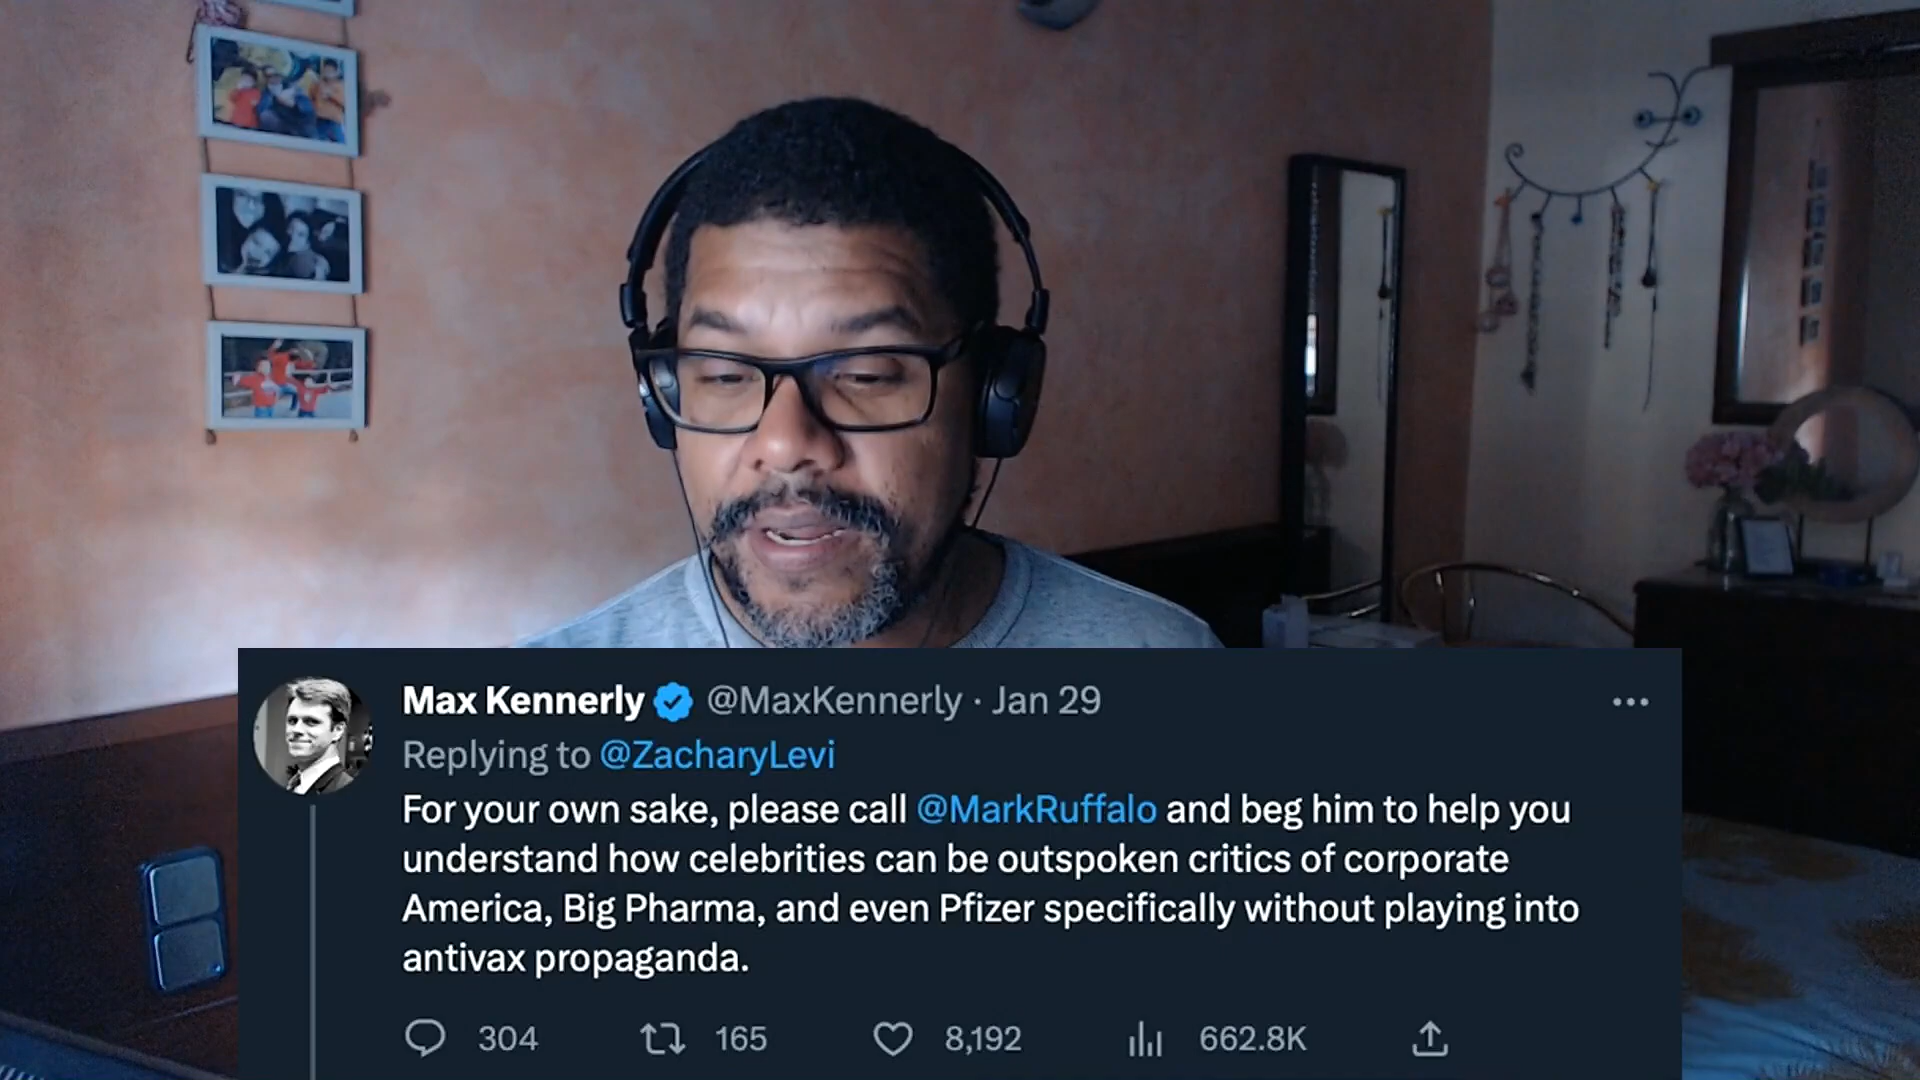 Max Kennerly @MaxKennerly · Jan 29
Replying to @ZacharyLevi
For your own sake, please call @MarkRuffalo and beg him to help you
understand how celebrities can be outspoken critics of corporate
America, Big Pharma, and even Pfizer specifically without playing into
antivax propaganda.
304 165 8,192 662.8K